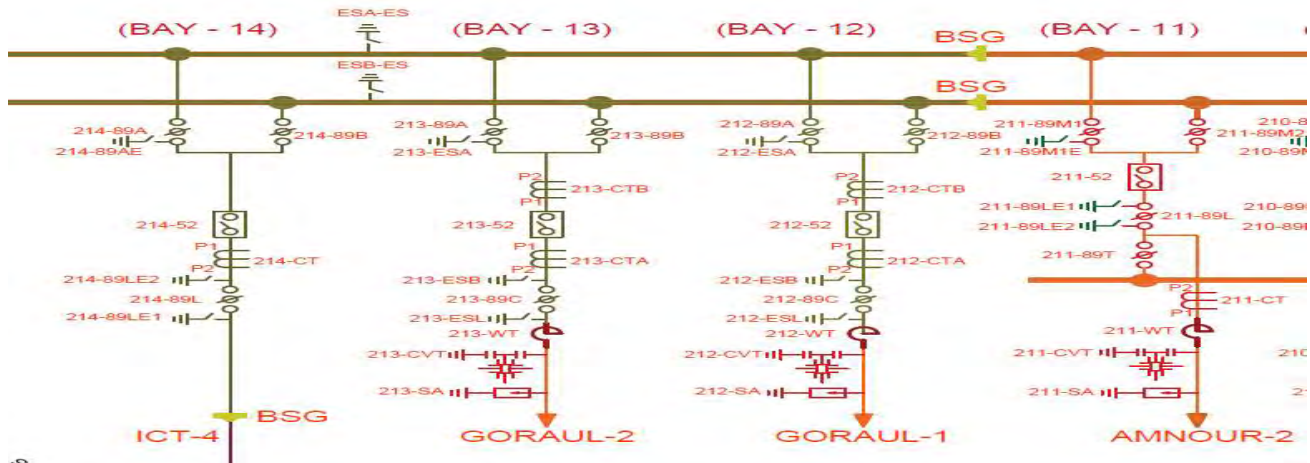 ESA-ES
(BAY - 14)
(BAY - 13)
(BAY - 12)
BSG
(BAY - 11)
ESB-ES
BSG
214-89A
214-89B
214-89AE
213-89A
213-89B
213-ESA
212-89A
212-89B
212-ESA
211-89M1
211-89M2
211-89M1E
210-89M
P2
213-CTB
P1
P2
212-CTB
P1
211-52
214-52
213-52
212-52
211-89LE1
211-89L
211-89LE2
P1
214-CT
P2
P1
213-CTA
P2
P1
212-CTA
P2
211-89T
214-89LE2
213-ESB
212-ESB
214-89L
213-89C
212-89C
P2
211-CT
P1
214-89LE1
213-ESL
212-ESL
213-WT
212-WT
211-WT
213-CVT
212-CVT
211-CVT
213-SA
212-SA
211-SA
BSG
ICT-4
GORAUL-2
GORAUL-1
AMNOUR-2